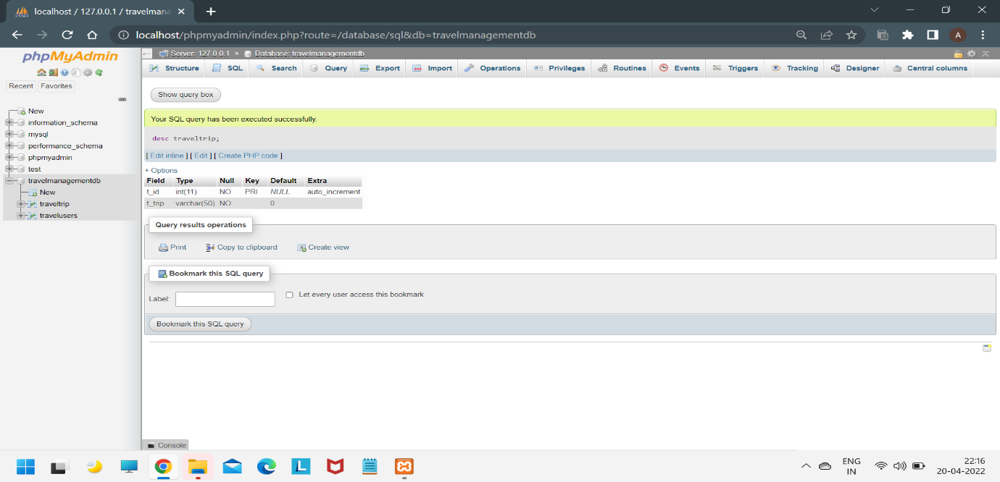 localhost / 127.0.0.1 / travelmana
localhost/phpmyadmin/index.php?route=/database/sql&db=travelmanagementdb
A
phpMyAdmin
Recent Favorites
New
information_schema
mysql
performance_schema
phpmyadmin
test
travelmanagementdb
New
traveltrip
travelusers
Server: 127.0.0.1 » Database: travelmanagementdb
Structure SQL Search Query Export Import Operations Privileges Routines Events Triggers Tracking Designer Central columns
Show query box
Your SQL query has been executed successfully.
desc traveltrip;
[ Edit inline ] [ Edit ] [ Create PHP code ]
+ Options
Field Type Null Key Default Extra
t_id int(11) NO PRI NULL auto_increment
t_trip varchar(50) NO 0
Query results operations
Print Copy to clipboard Create view
Bookmark this SQL query
Label: Let every user access this bookmark
Bookmark this SQL query
Console
L
ENG
IN
22:16
20-04-2022